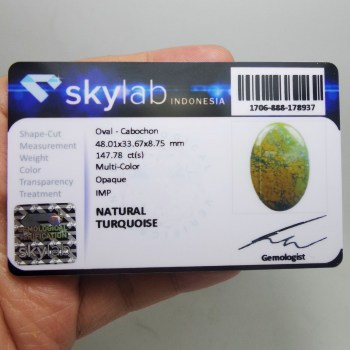 skylab INDONESIA
1706-888-178937
Shape-Cut Oval - Cabochon
Measurement 48.01x33.67x8.75 mm
Weight 147.78 ct(s)
Color Multi-Color
Transparency Opaque
Treatment IMP
NATURAL
TURQUOISE
skylab
Gemologist